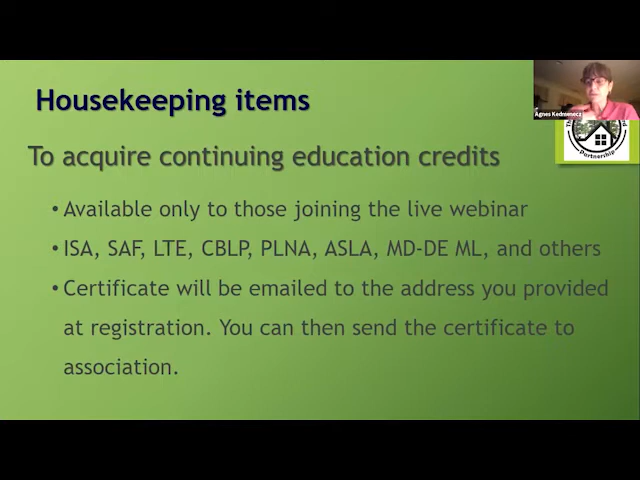 Housekeeping items
Agnes Kedmenecz
Partnership
To acquire continuing education credits
• Available only to those joining the live webinar
• ISA, SAF, LTE, CBLP, PLNA, ASLA, MD-DE ML, and others
• Certificate will be emailed to the address you provided
at registration. You can then send the certificate to
association.